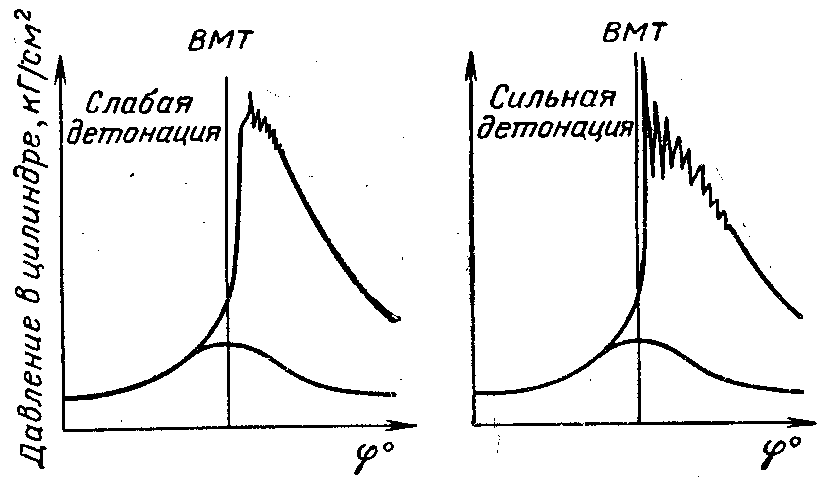 Давление в цилиндре, кГ/см²
ВМТ
Слабая
детонация
φ°
ВМТ
Сильная
детонация
φ°